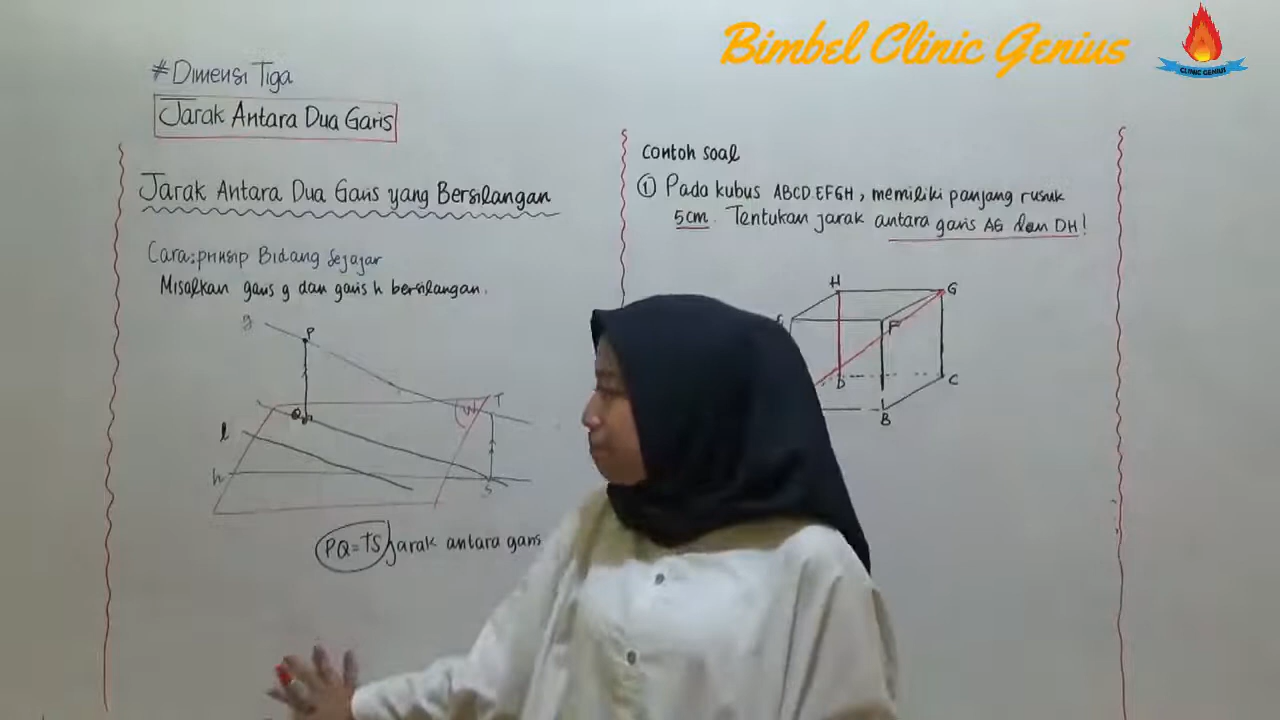 Bimbel Clinic Genius
CLINIC GENIUS
#Dimensi Tiga
Jarak Antara Dua Garis
Jarak Antara Dua Garis yang Bersilangan
Cara:prinsip Bidang Sejajar
Misalkan garis g dan garis h bersilangan.
g
P
Q
T
W
l
h
S
PQ=TS jarak antara garis
Contoh soal
① Pada kubus ABCD.EFGH, memiliki panjang rusuk
5cm. Tentukan jarak antara garis AG dan DH!
H
G
F
D
C
B